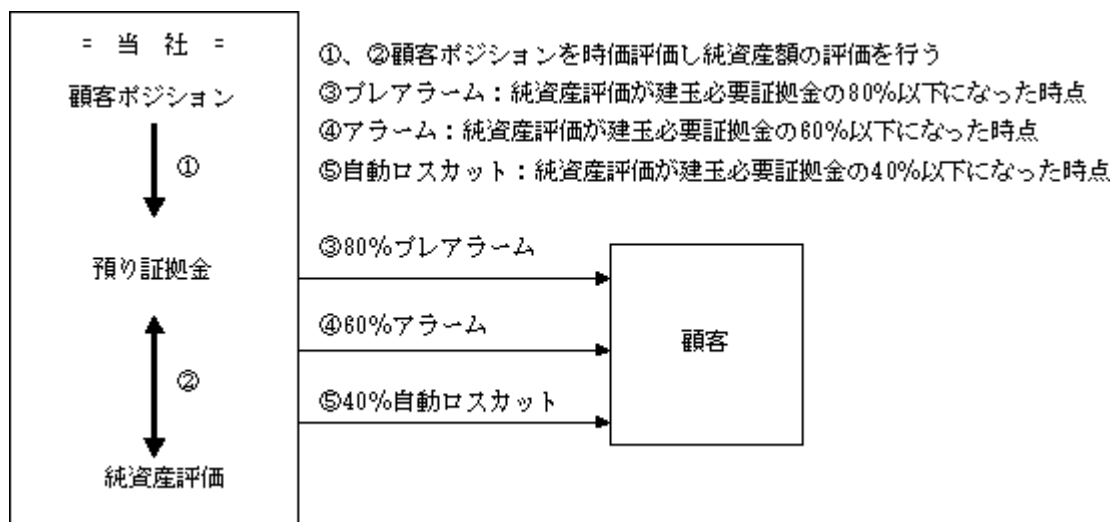 = 当 社 =
顧客ポジション
①
預り証拠金
②
純資産評価
①、②顧客ポジションを時価評価し純資産額の評価を行う
③プレアラーム：純資産評価が建玉必要証拠金の80%以下になった時点
④アラーム：純資産評価が建玉必要証拠金の60%以下になった時点
⑤自動ロスカット：純資産評価が建玉必要証拠金の40%以下になった時点
③80%プレアラーム
④60%アラーム
⑤40%自動ロスカット
顧客